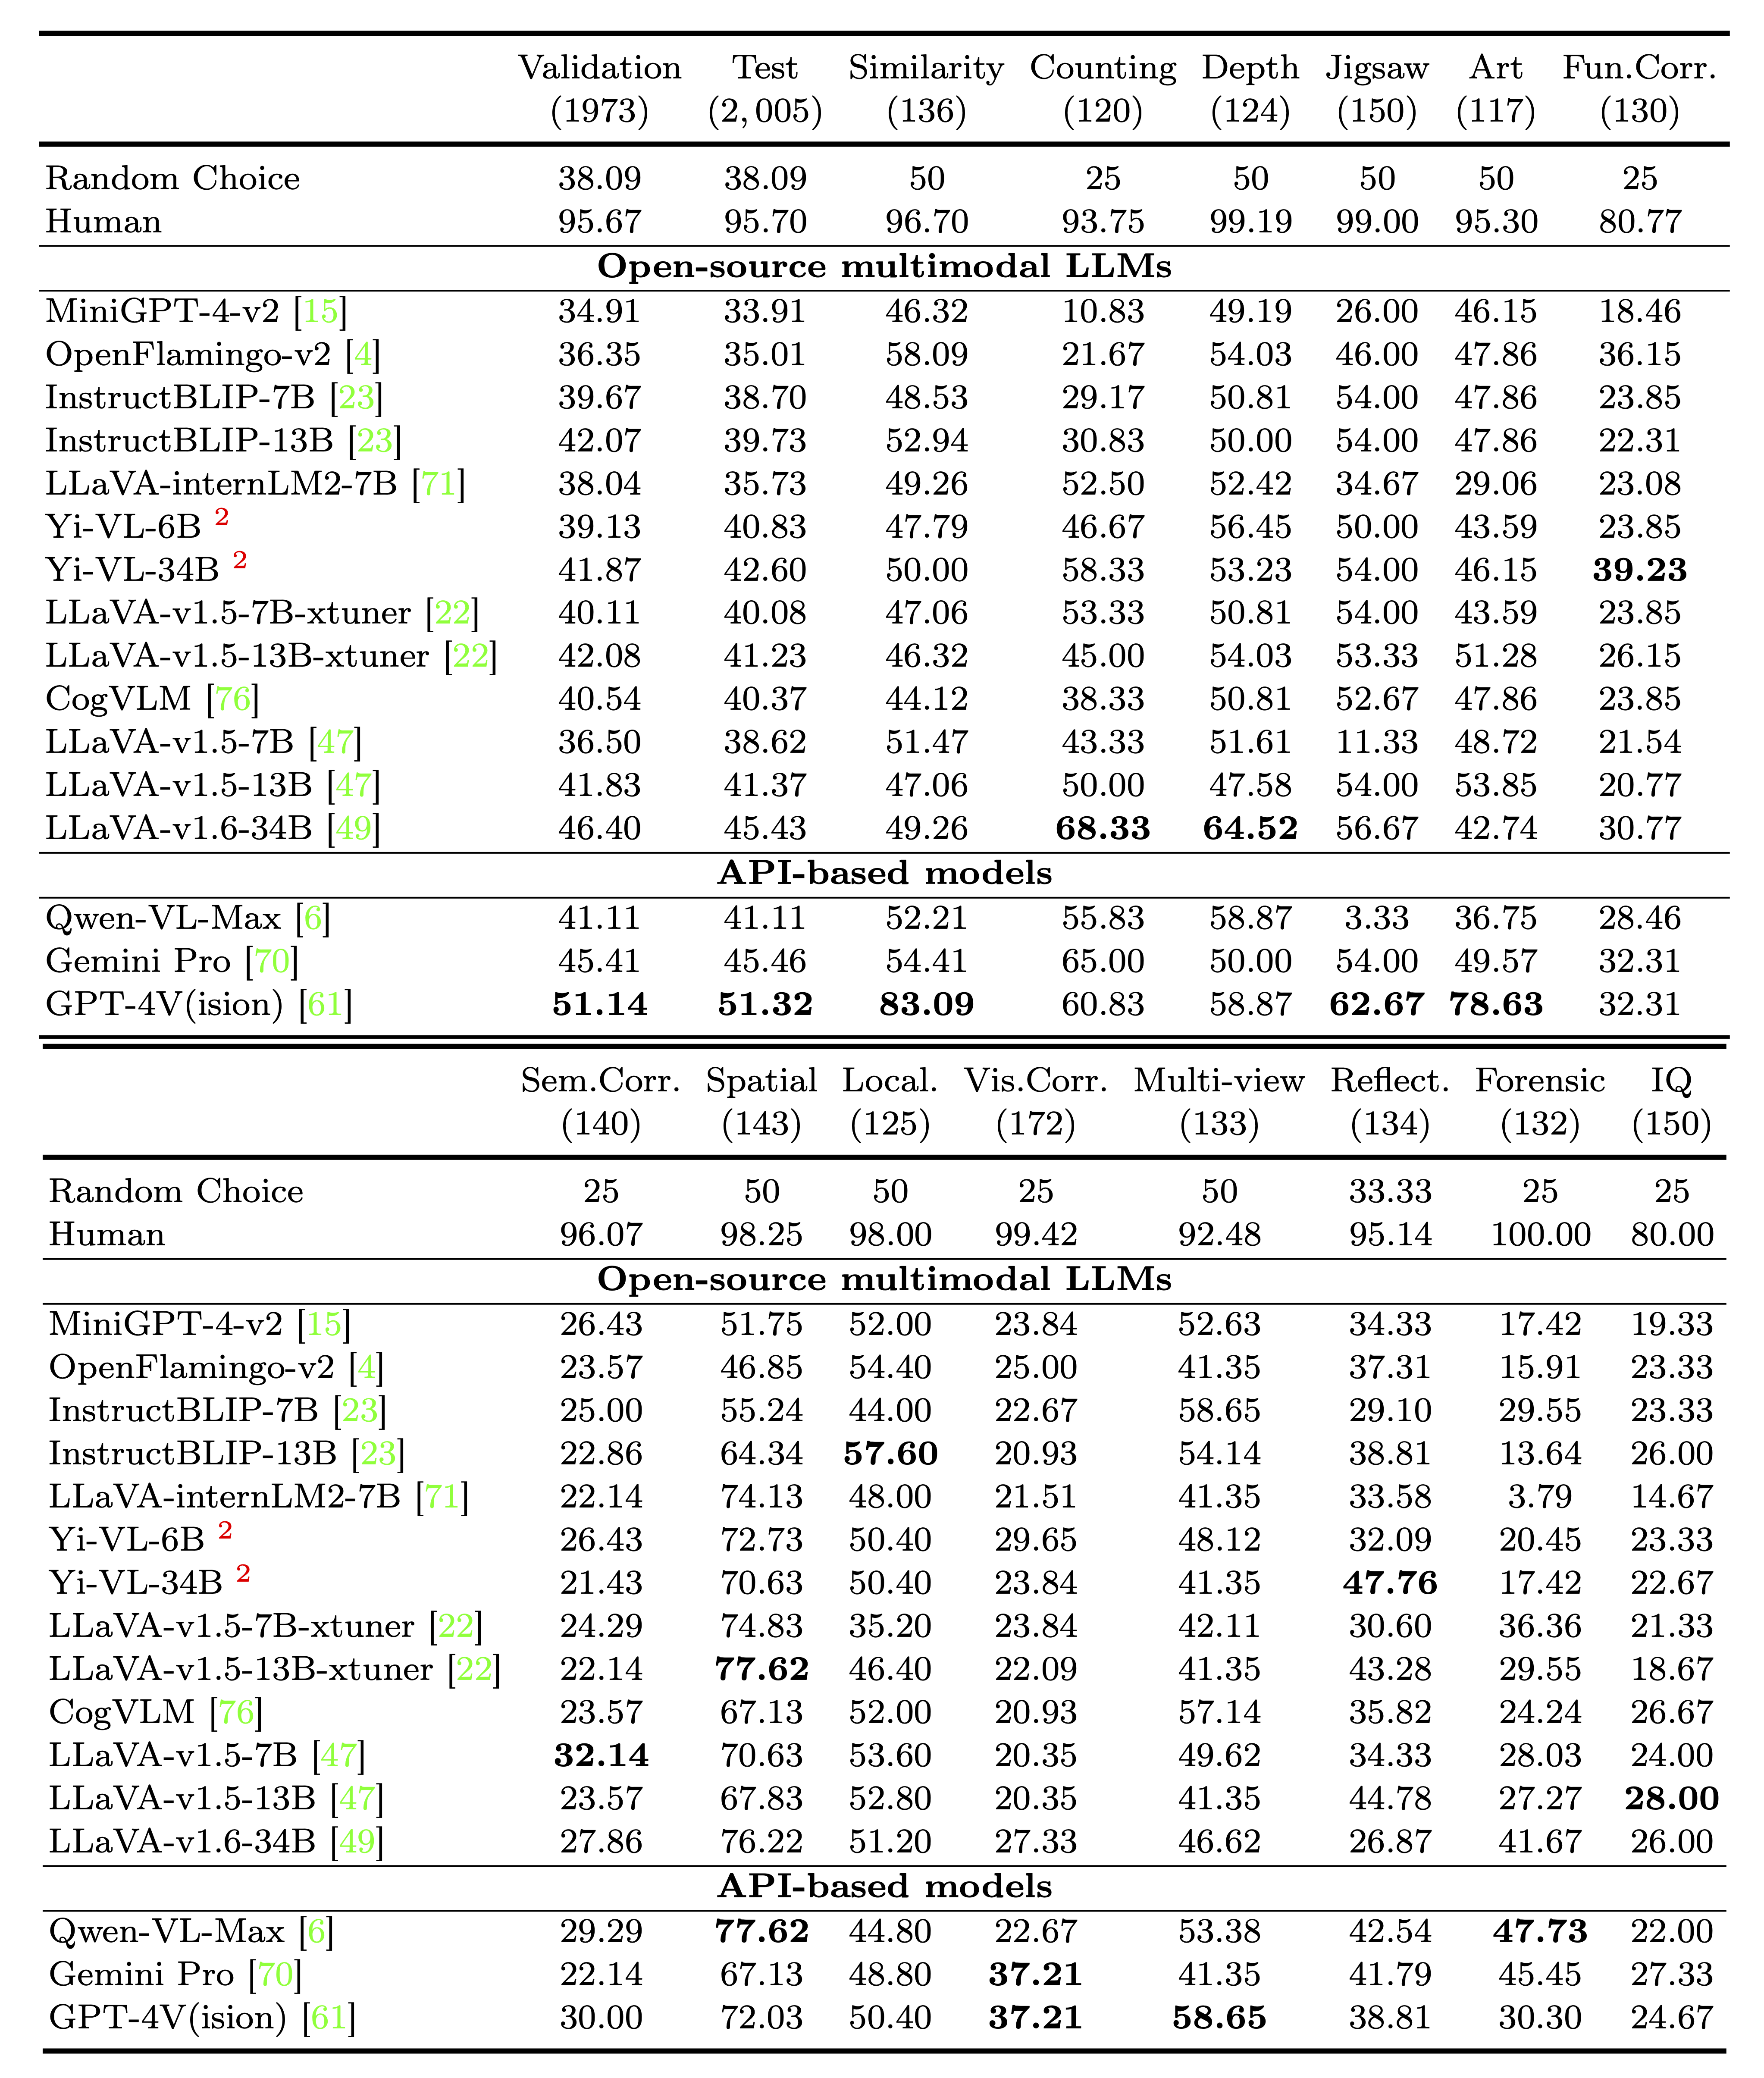 Validation Test Similarity Counting Depth Jigsaw Art Fun.Corr.
(1973) (2,005) (136) (120) (124) (150) (117) (130)
Random Choice 38.09 38.09 50 25 50 50 50 25
Human 95.67 95.70 96.70 93.75 99.19 99.00 95.30 80.77
Open-source multimodal LLMs
MiniGPT-4-v2 [15] 34.91 33.91 46.32 10.83 49.19 26.00 46.15 18.46
OpenFlamingo-v2 [4] 36.35 35.01 58.09 21.67 54.03 46.00 47.86 36.15
InstructBLIP-7B [23] 39.67 38.70 48.53 29.17 50.81 54.00 47.86 23.85
InstructBLIP-13B [23] 42.07 39.73 52.94 30.83 50.00 54.00 47.86 22.31
LLaVA-internLM2-7B [71] 38.04 35.73 49.26 52.50 52.42 34.67 29.06 23.08
Yi-VL-6B 2 39.13 40.83 47.79 46.67 56.45 50.00 43.59 23.85
Yi-VL-34B 2 41.87 42.60 50.00 58.33 53.23 54.00 46.15 39.23
LLaVA-v1.5-7B-xtuner [22] 40.11 40.08 47.06 53.33 50.81 54.00 43.59 23.85
LLaVA-v1.5-13B-xtuner [22] 42.08 41.23 46.32 45.00 54.03 53.33 51.28 26.15
CogVLM [76] 40.54 40.37 44.12 38.33 50.81 52.67 47.86 23.85
LLaVA-v1.5-7B [47] 36.50 38.62 51.47 43.33 51.61 11.33 48.72 21.54
LLaVA-v1.5-13B [47] 41.83 41.37 47.06 50.00 47.58 54.00 53.85 20.77
LLaVA-v1.6-34B [49] 46.40 45.43 49.26 68.33 64.52 56.67 42.74 30.77
API-based models
Qwen-VL-Max [6] 41.11 41.11 52.21 55.83 58.87 3.33 36.75 28.46
Gemini Pro [70] 45.41 45.46 54.41 65.00 50.00 54.00 49.57 32.31
GPT-4V(ision) [61] 51.14 51.32 83.09 60.83 58.87 62.67 78.63 32.31
Sem.Corr. Spatial Local. Vis.Corr. Multi-view Reflect. Forensic IQ
(140) (143) (125) (172) (133) (134) (132) (150)
Random Choice 25 50 50 25 50 33.33 25 25
Human 96.07 98.25 98.00 99.42 92.48 95.14 100.00 80.00
Open-source multimodal LLMs
MiniGPT-4-v2 [15] 26.43 51.75 52.00 23.84 52.63 34.33 17.42 19.33
OpenFlamingo-v2 [4] 23.57 46.85 54.40 25.00 41.35 37.31 15.91 23.33
InstructBLIP-7B [23] 25.00 55.24 44.00 22.67 58.65 29.10 29.55 23.33
InstructBLIP-13B [23] 22.86 64.34 57.60 20.93 54.14 38.81 13.64 26.00
LLaVA-internLM2-7B [71] 22.14 74.13 48.00 21.51 41.35 33.58 3.79 14.67
Yi-VL-6B 2 26.43 72.73 50.40 29.65 48.12 32.09 20.45 23.33
Yi-VL-34B 2 21.43 70.63 50.40 23.84 41.35 47.76 17.42 22.67
LLaVA-v1.5-7B-xtuner [22] 24.29 74.83 35.20 23.84 42.11 30.60 36.36 21.33
LLaVA-v1.5-13B-xtuner [22] 22.14 77.62 46.40 22.09 41.35 43.28 29.55 18.67
CogVLM [76] 23.57 67.13 52.00 20.93 57.14 35.82 24.24 26.67
LLaVA-v1.5-7B [47] 32.14 70.63 53.60 20.35 49.62 34.33 28.03 24.00
LLaVA-v1.5-13B [47] 23.57 67.83 52.80 20.35 41.35 44.78 27.27 28.00
LLaVA-v1.6-34B [49] 27.86 76.22 51.20 27.33 46.62 26.87 41.67 26.00
API-based models
Qwen-VL-Max [6] 29.29 77.62 44.80 22.67 53.38 42.54 47.73 22.00
Gemini Pro [70] 22.14 67.13 48.80 37.21 41.35 41.79 45.45 27.33
GPT-4V(ision) [61] 30.00 72.03 50.40 37.21 58.65 38.81 30.30 24.67